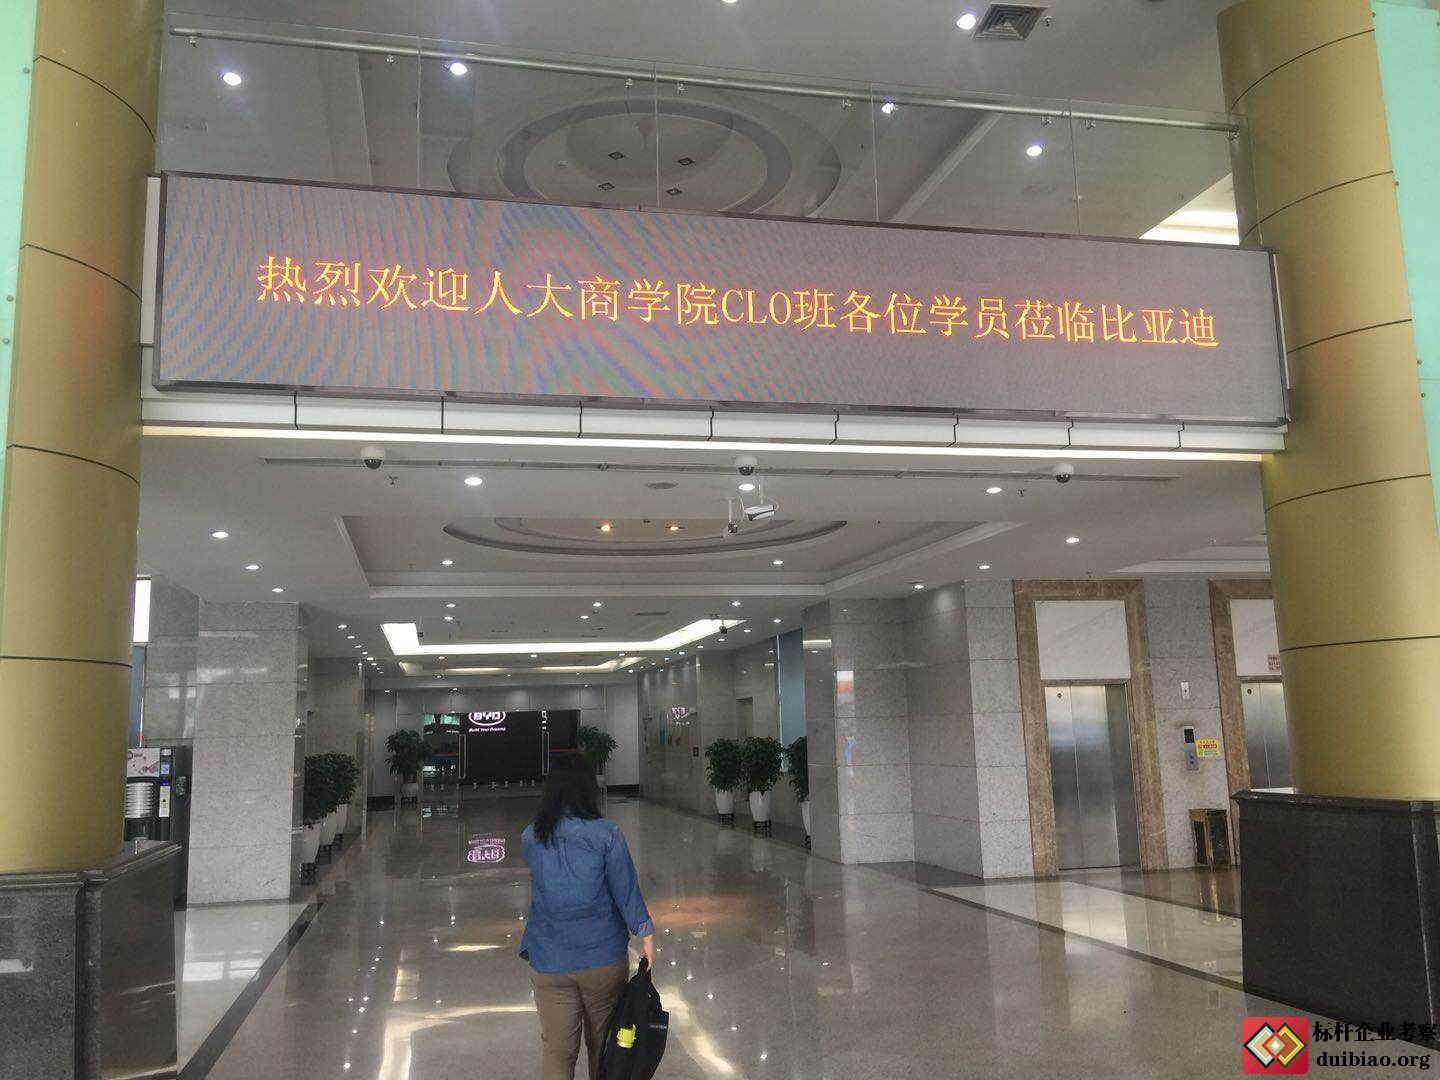 热烈欢迎人大商学院CLO班各位学员莅临比亚迪
BYD
Build Your Dreams
标杆企业考察
duibiao.org